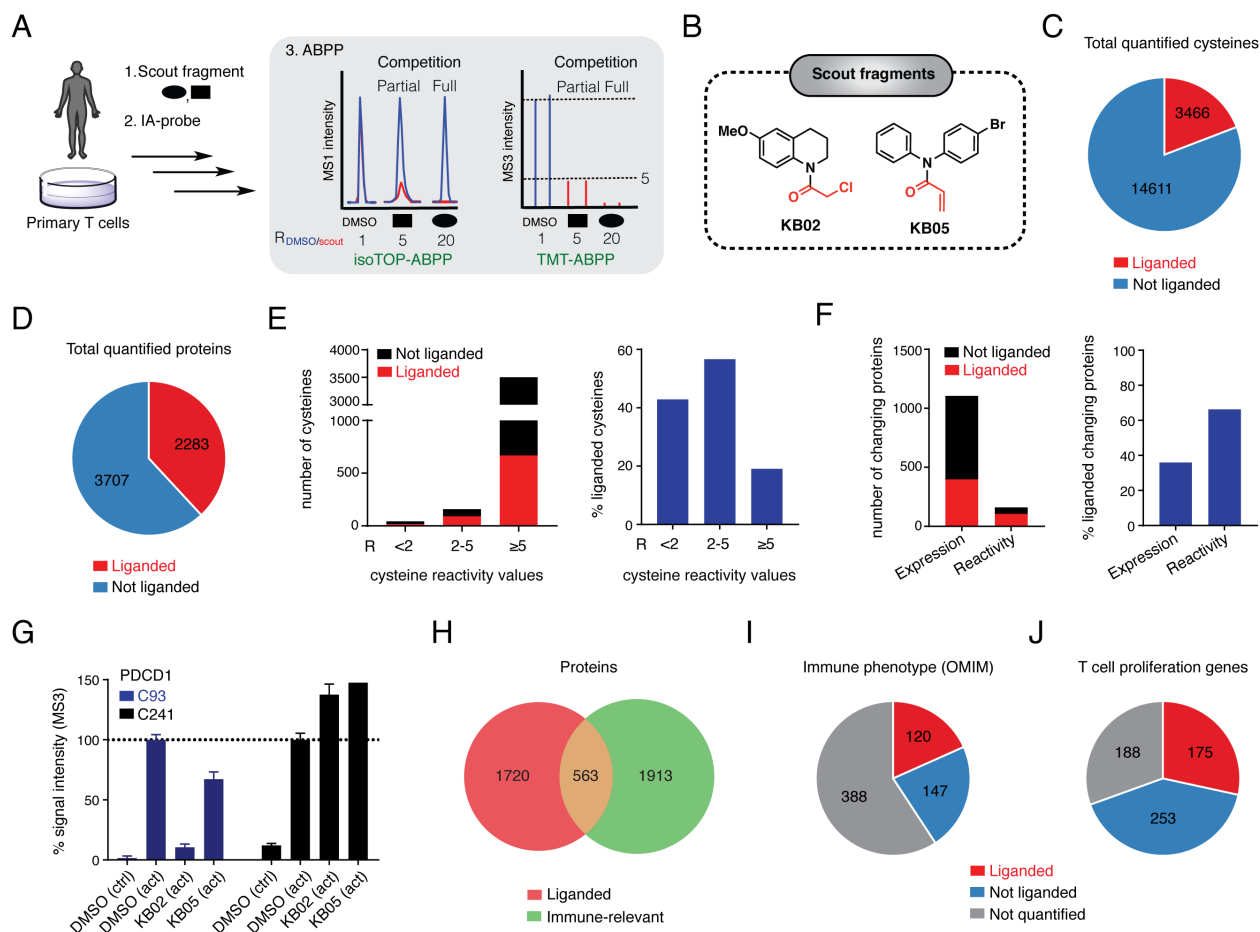 A
1.Scout fragment
,
2. IA-probe
Primary T cells
3. ABPP
Competition
Partial Full
MS1 intensity
DMSO
R DMSO/scout 1 5 20
isoTOP-ABPP
Competition
Partial Full
MS3 intensity
5
DMSO
1 5 20
TMT-ABPP
B
Scout fragments
MeO
N
O
Cl
KB02
Br
N
O
KB05
C
Total quantified cysteines
3466
14611
Liganded
Not liganded
D
Total quantified proteins
2283
3707
Liganded
Not liganded
E
number of cysteines
4000
3500
3000
1000
500
0
Not liganded
Liganded
R <2 2-5 ≥5
cysteine reactivity values
% liganded cysteines
60
40
20
0
R <2 2-5 ≥5
cysteine reactivity values
F
number of changing proteins
1500
1000
500
0
Not liganded
Liganded
Expression
Reactivity
% liganded changing proteins
100
80
60
40
20
0
Expression
Reactivity
G
% signal intensity (MS3)
150
100
50
0
PDCD1
C93
C241
DMSO (ctrl)
DMSO (act)
KB02 (act)
KB05 (act)
DMSO (ctrl)
DMSO (act)
KB02 (act)
KB05 (act)
H
Proteins
1720
563
1913
Liganded
Immune-relevant
I
Immune phenotype (OMIM)
120
147
388
J
T cell proliferation genes
188
175
253
Liganded
Not liganded
Not quantified